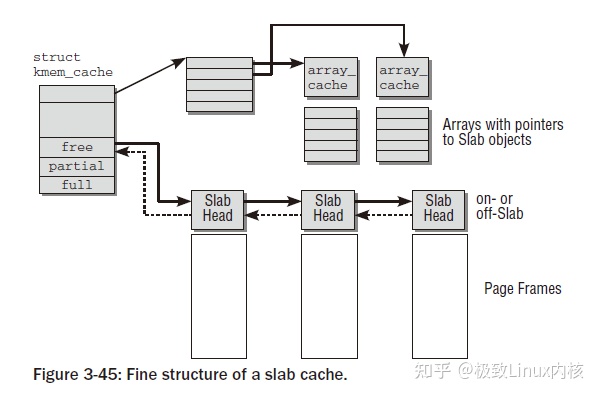 struct
kmem_cache
free
partial
full
array_
cache
array_
cache
Arrays with pointers
to Slab objects
Slab
Head
Slab
Head
Slab
Head
on- or
off-Slab
Page Frames
Figure 3-45: Fine structure of a slab cache.
知乎 @极致Linux内核